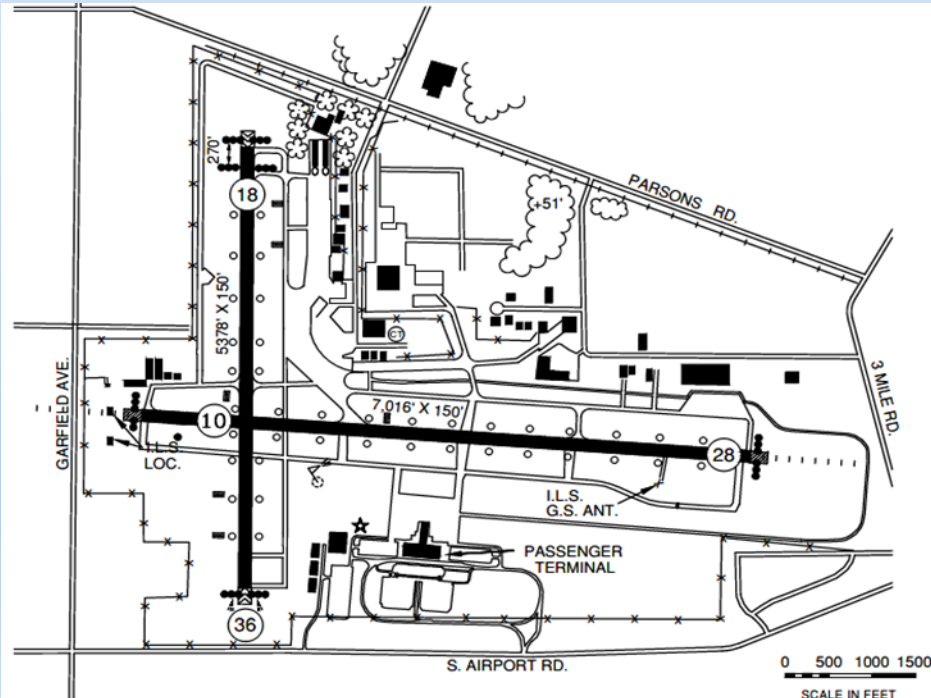 PARSONS RD.
270'
18
+51'
5378' X 150'
CT
3 MILE RD.
GARFIELD AVE.
7,016' X 150'
10
28
I.L.S.
LOC.
I.L.S.
G.S. ANT.
PASSENGER
TERMINAL
36
S. AIRPORT RD.
0 500 1000 1500
SCALE IN FEET